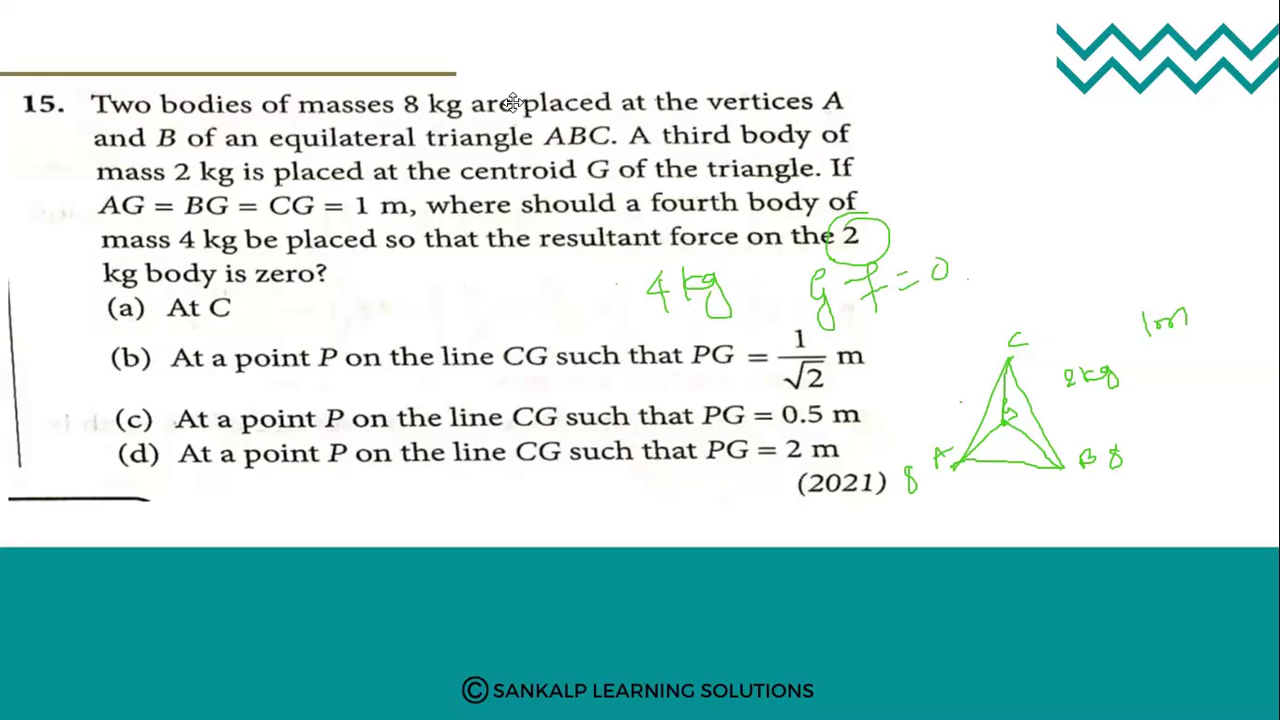 15. Two bodies of masses 8 kg are placed at the vertices A
and B of an equilateral triangle ABC. A third body of
mass 2 kg is placed at the centroid G of the triangle. If
AG = BG = CG = 1 m, where should a fourth body of
mass 4 kg be placed so that the resultant force on the 2
kg body is zero?
4 kg g f = 0
(a) At C
(b) At a point P on the line CG such that PG = 1/√2 m
(c) At a point P on the line CG such that PG = 0.5 m
(d) At a point P on the line CG such that PG = 2 m
(2021)
1m
C
2 kg
G
A
B 8
8
© SANKALP LEARNING SOLUTIONS